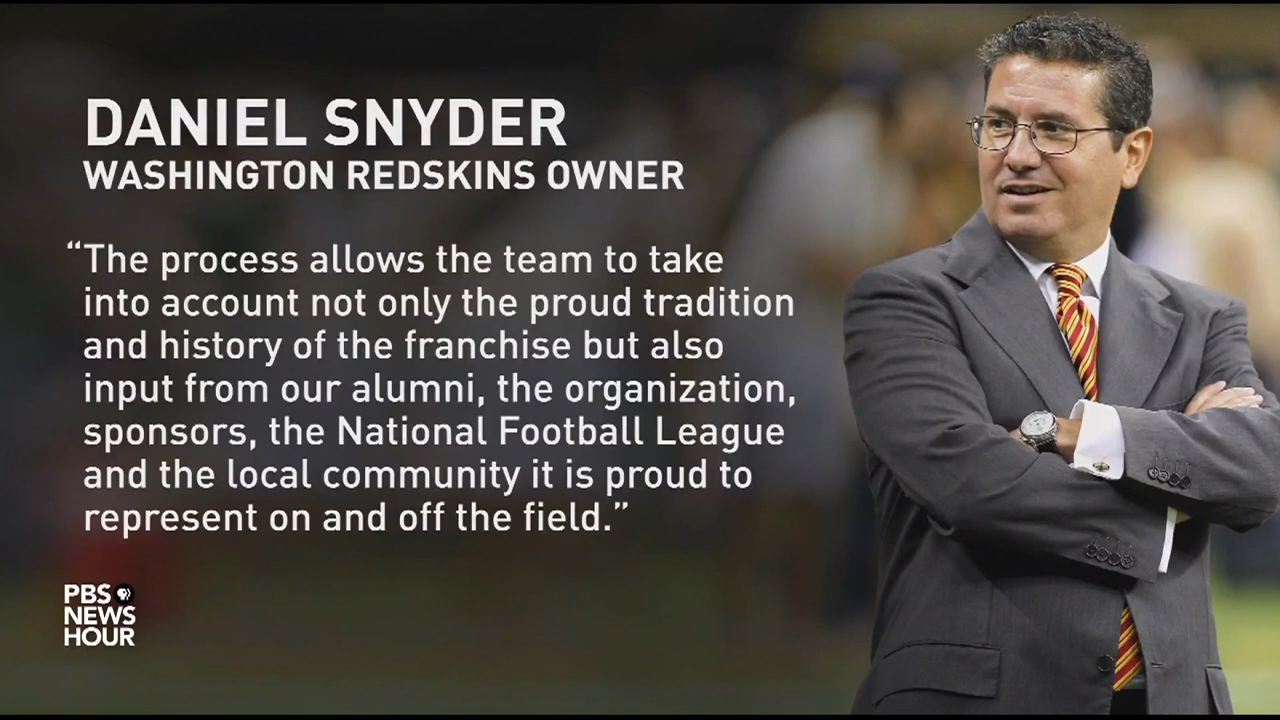 DANIEL SNYDER
WASHINGTON REDSKINS OWNER
“The process allows the team to take
into account not only the proud tradition
and history of the franchise but also
input from our alumni, the organization,
sponsors, the National Football League
and the local community it is proud to
represent on and off the field.”
PBS
NEWS
HOUR